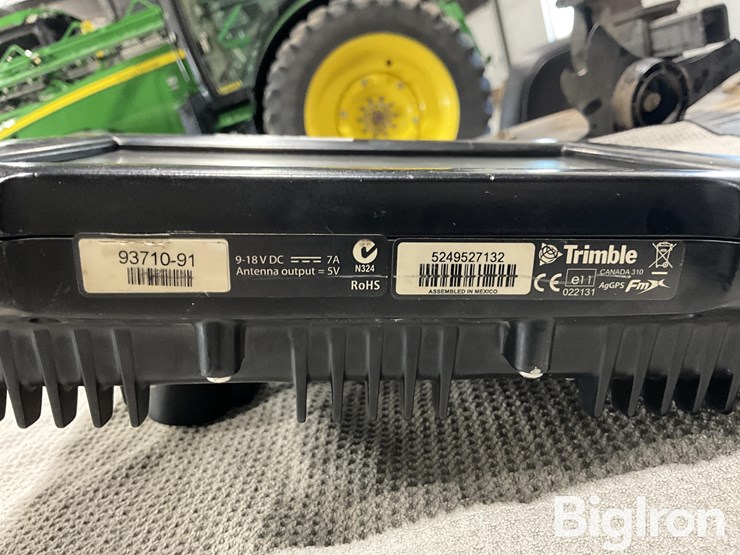 93710-91
9-18 V DC 7A
Antenna output = 5V
N324
RoHS
5249527132
ASSEMBLED IN MEXICO
Trimble
CE e11 CANADA 310
022131 AgGPS FmX
BigIron